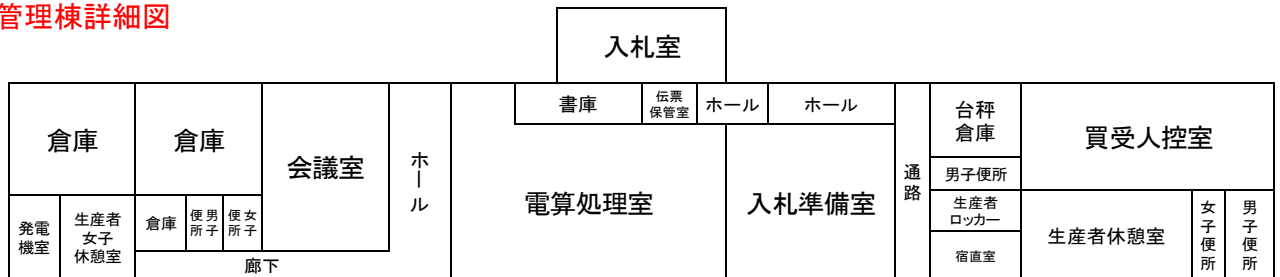 管理棟詳細図
入札室
倉庫
倉庫
会議室
ホール
書庫
伝票
保管室
ホール
ホール
通路
台秤
倉庫
買受人控室
電算処理室
入札準備室
男子便所
発電
機室
生産者
女子
休憩室
倉庫
男子
便所
女子
便所
廊下
生産者
ロッカー
宿直室
生産者休憩室
女子便所
男子便所